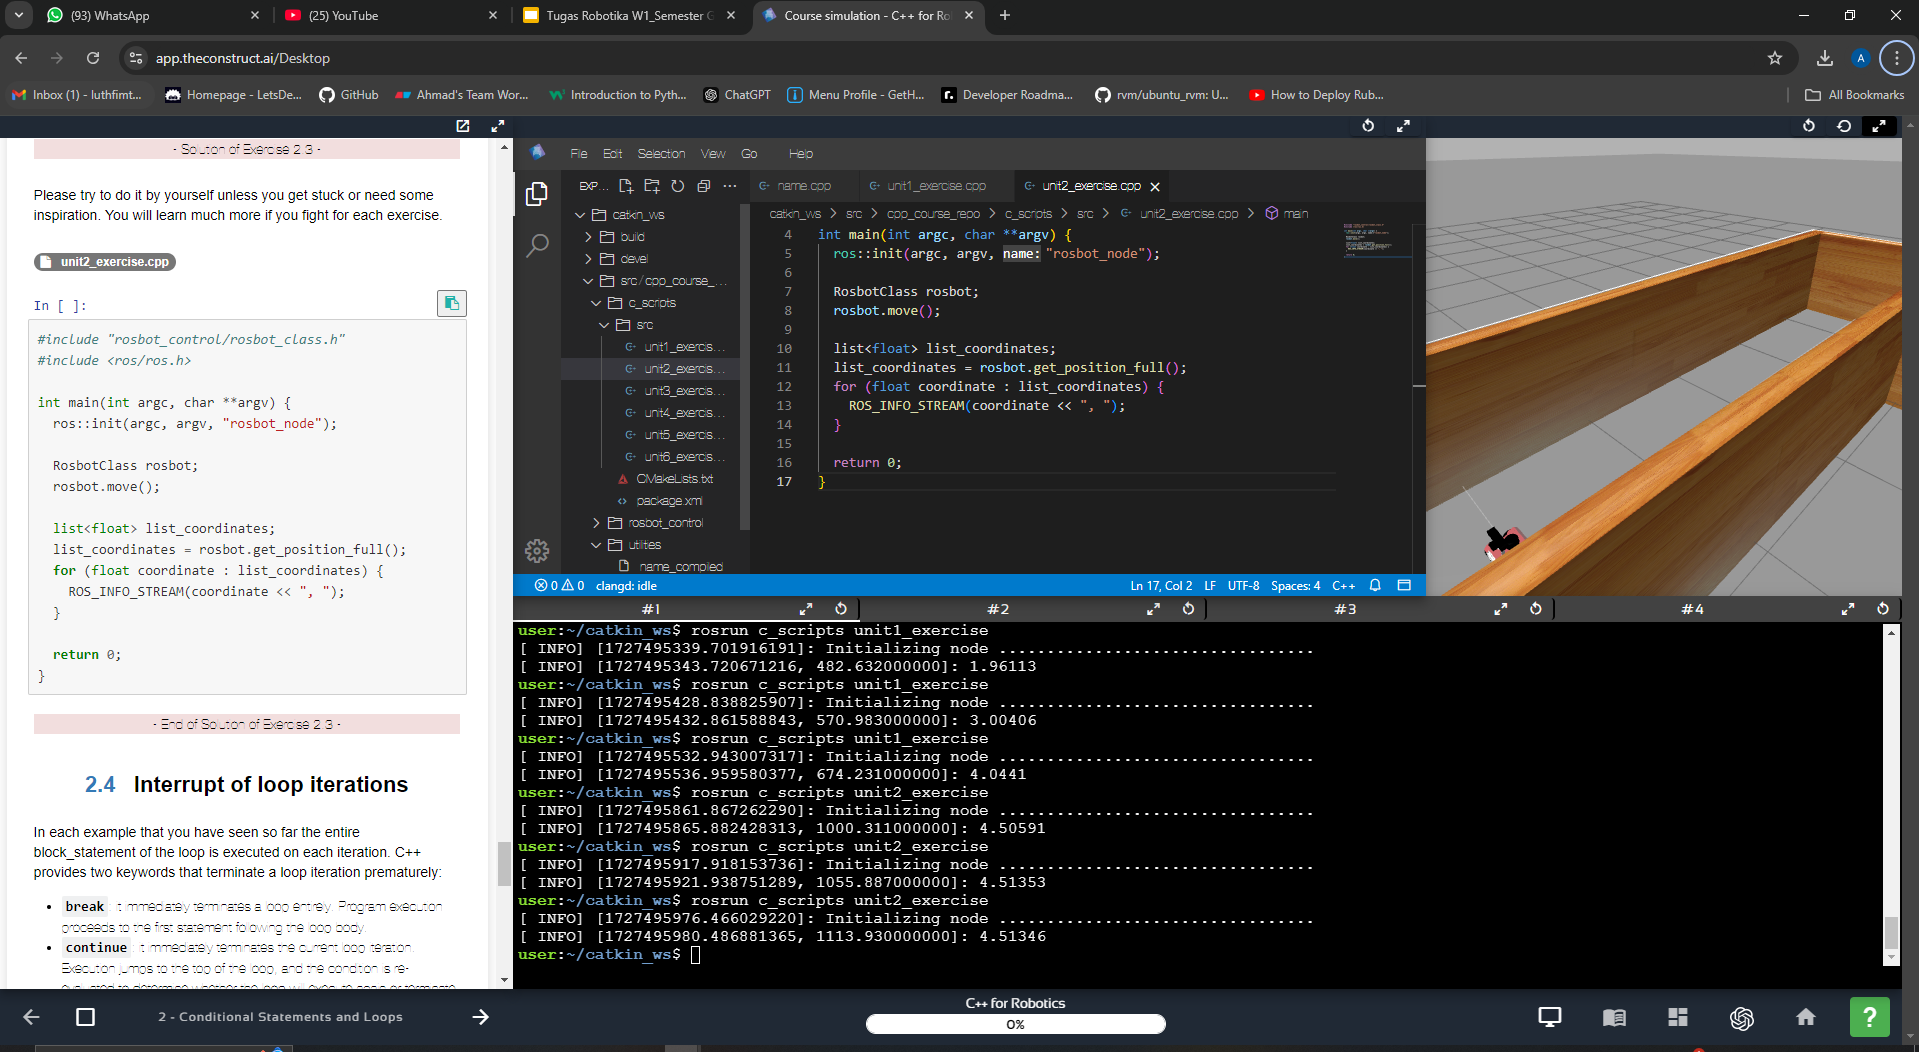 (93) WhatsApp
(25) YouTube
Tugas Robotika W1_Semester G
Course simulation - C++ for Ro
app.theconstruct.ai/Desktop
A
Inbox (1) - luthfimt...
Homepage - LetsDe...
GitHub
Ahmad's Team Wor...
Introduction to Pyth...
ChatGPT
Menu Profile - GetH...
Developer Roadma...
rvm/ubuntu_rvm: U...
How to Deploy Rub...
All Bookmarks
- Solution of Exercise 2.3 -
Please try to do it by yourself unless you get stuck or need some
inspiration. You will learn much more if you fight for each exercise.
unit2_exercise.cpp
In [ ]:
#include "rosbot_control/rosbot_class.h"
#include <ros/ros.h>
int main(int argc, char **argv) {
ros::init(argc, argv, "rosbot_node");
RosbotClass rosbot;
rosbot.move();
list<float> list_coordinates;
list_coordinates = rosbot.get_position_full();
for (float coordinate : list_coordinates) {
ROS_INFO_STREAM(coordinate << ", ");
}
return 0;
}
- End of Solution of Exercise 2.3 -
2.4 Interrupt of loop iterations
In each example that you have seen so far the entire
block_statement of the loop is executed on each iteration. C++
provides two keywords that terminate a loop iteration prematurely:
break : it immediately terminates a loop entirely. Program execution
proceeds to the first statement following the loop body.
continue : it immediately terminates the current loop iteration.
Execution jumps to the top of the loop, and the condition is re-
File Edit Selection View Go Help
EXP...
catkin_ws
build
devel
src/cpp_course_...
c_scripts
src
unit1_exercis...
unit2_exercis...
unit3_exercis...
unit4_exercis...
unit5_exercis...
unit6_exercis...
CMakeLists.txt
package.xml
rosbot_control
utilities
name_compiled
name.cpp
unit1_exercise.cpp
unit2_exercise.cpp
catkin_ws > src > cpp_course_repo > c_scripts > src > unit2_exercise.cpp > main
4 int main(int argc, char **argv) {
5 ros::init(argc, argv, name: "rosbot_node");
6
7 RosbotClass rosbot;
8 rosbot.move();
9
10 list<float> list_coordinates;
11 list_coordinates = rosbot.get_position_full();
12 for (float coordinate : list_coordinates) {
13 ROS_INFO_STREAM(coordinate << ", ");
14 }
15
16 return 0;
17 }
0 0 clangd: idle
Ln 17, Col 2 LF UTF-8 Spaces: 4 C++
#1
#2
#3
#4
user:~/catkin_ws$ rosrun c_scripts unit1_exercise
[ INFO] [1727495339.701916191]: Initializing node .................................
[ INFO] [1727495343.720671216, 482.632000000]: 1.96113
user:~/catkin_ws$ rosrun c_scripts unit1_exercise
[ INFO] [1727495428.838825907]: Initializing node .................................
[ INFO] [1727495432.861588843, 570.983000000]: 3.00406
user:~/catkin_ws$ rosrun c_scripts unit1_exercise
[ INFO] [1727495532.943007317]: Initializing node .................................
[ INFO] [1727495536.959580377, 674.231000000]: 4.0441
user:~/catkin_ws$ rosrun c_scripts unit2_exercise
[ INFO] [1727495861.867262290]: Initializing node .................................
[ INFO] [1727495865.882428313, 1000.311000000]: 4.50591
user:~/catkin_ws$ rosrun c_scripts unit2_exercise
[ INFO] [1727495917.918153736]: Initializing node .................................
[ INFO] [1727495921.938751289, 1055.887000000]: 4.51353
user:~/catkin_ws$ rosrun c_scripts unit2_exercise
[ INFO] [1727495976.466029220]: Initializing node .................................
[ INFO] [1727495980.486881365, 1113.930000000]: 4.51346
user:~/catkin_ws$
2 - Conditional Statements and Loops
C++ for Robotics
0%
?